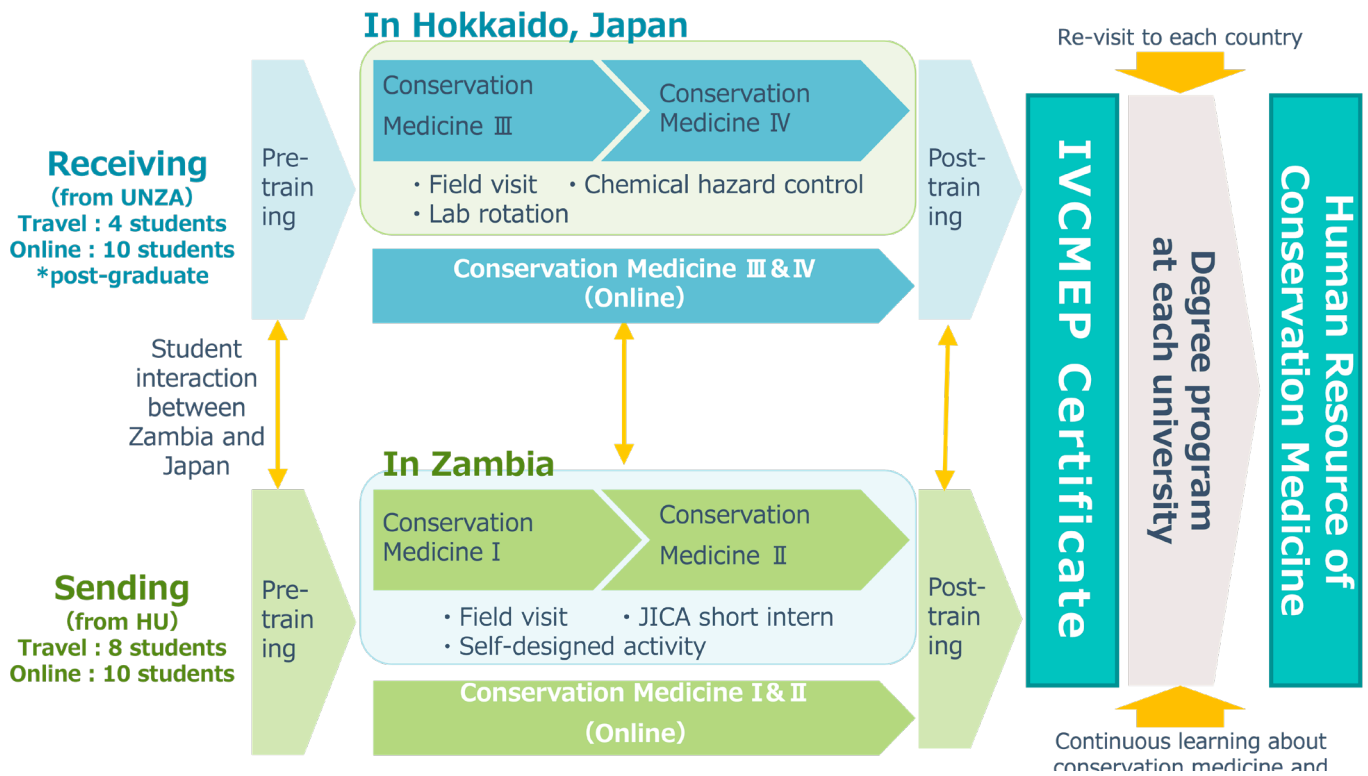 In Hokkaido, Japan
Re-visit to each country
Conservation
Medicine Ⅲ
Conservation
Medicine Ⅳ
Receiving
(from UNZA)
Travel : 4 students
Online : 10 students
*post-graduate
Pre-
train
ing
・Field visit ・Chemical hazard control
・Lab rotation
Post-
train
ing
Conservation Medicine Ⅲ&Ⅳ
(Online)
Student
interaction
between
Zambia and
Japan
In Zambia
Conservation
Medicine I
Conservation
Medicine Ⅱ
Sending
(from HU)
Travel : 8 students
Online : 10 students
Pre-
train
ing
・Field visit ・JICA short intern
・Self-designed activity
Post-
train
ing
Conservation Medicine I&Ⅱ
(Online)
IVCMEP Certificate
Degree program
at each university
Human Resource of
Conservation Medicine
Continuous learning about
conservation medicine and